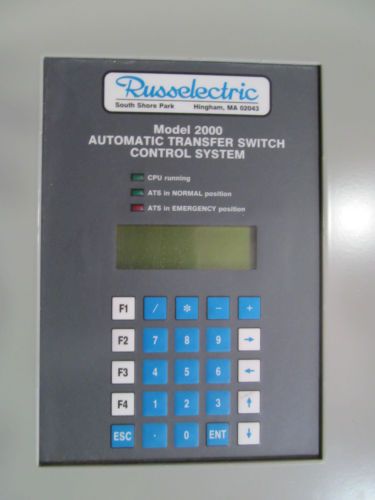 Russelectric
South Shore Park Hingham, MA 02043
Model 2000
AUTOMATIC TRANSFER SWITCH
CONTROL SYSTEM
CPU running
ATS in NORMAL position
ATS in EMERGENCY position
F1 / * − +
F2 7 8 9 →
F3 4 5 6 ←
F4 1 2 3 ↑
ESC . 0 ENT ↓